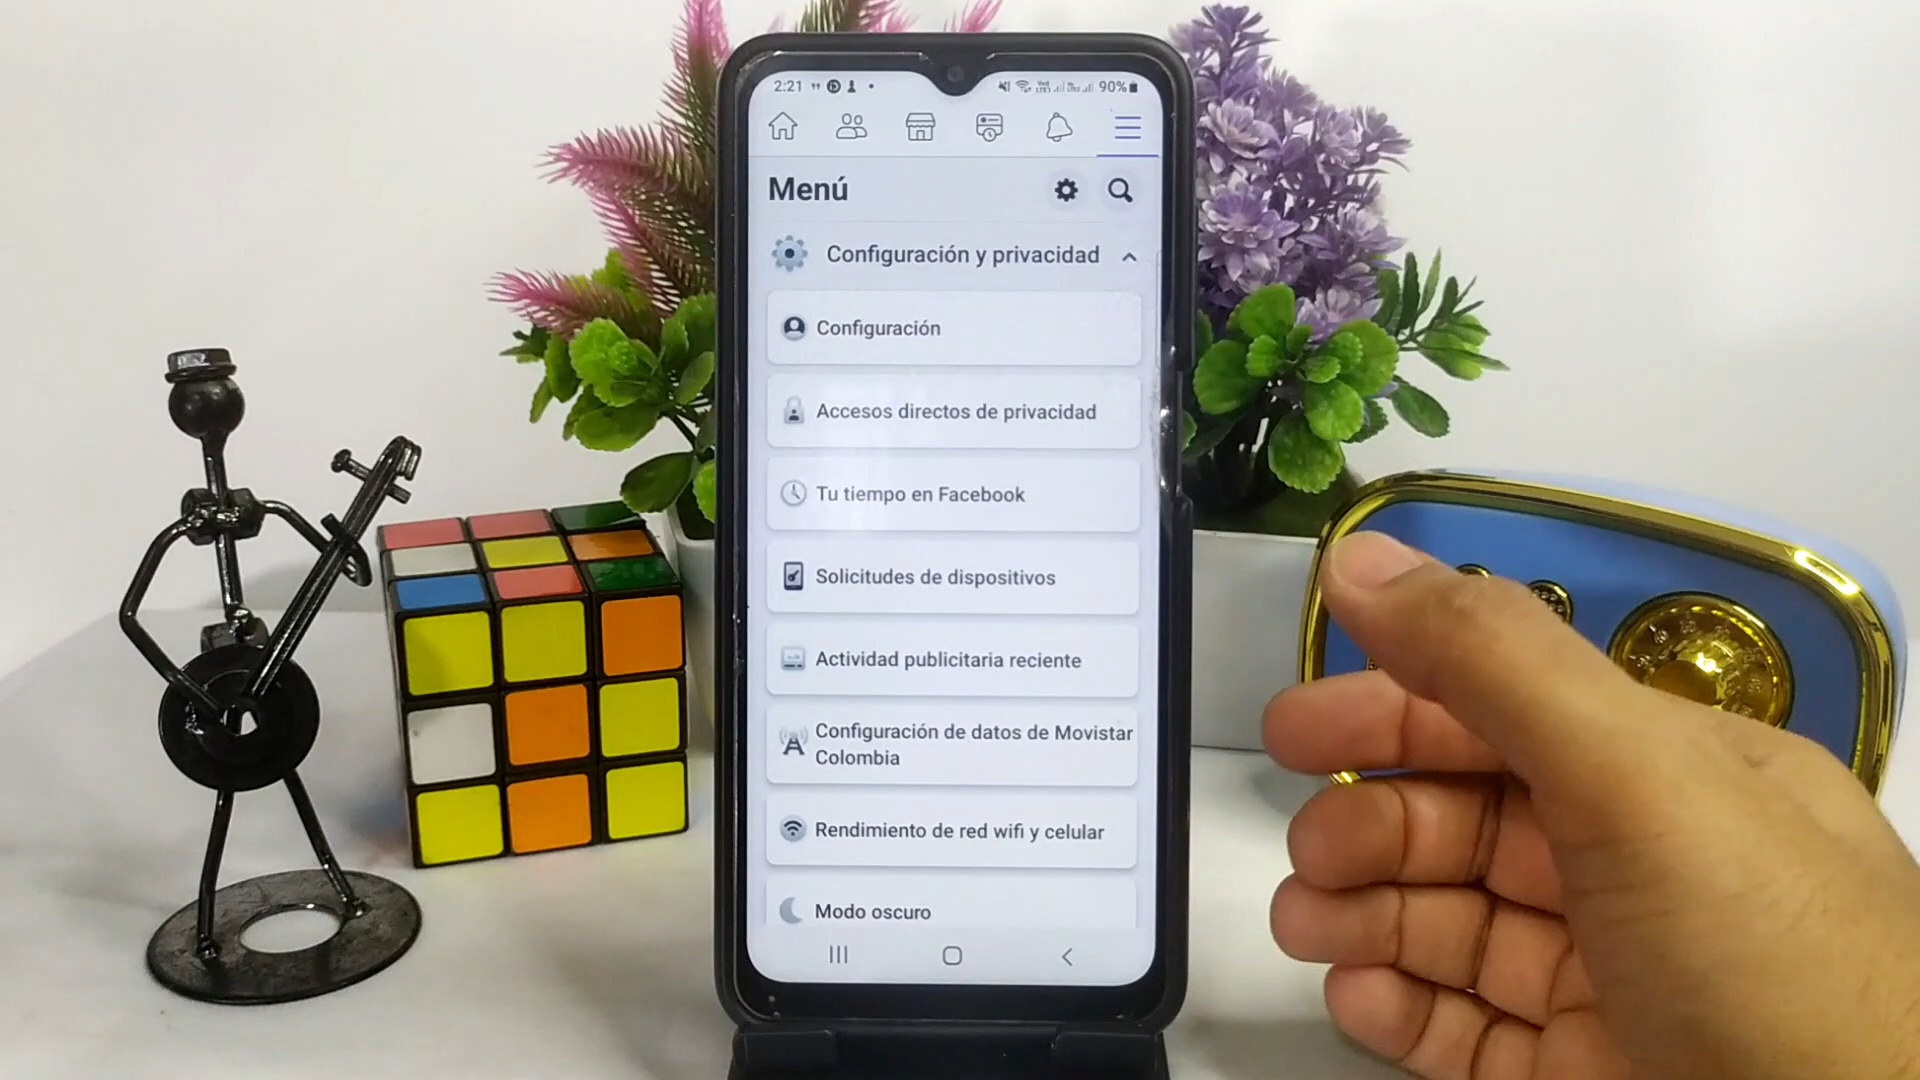 2:21
90%
Menú
Configuración y privacidad
Configuración
Accesos directos de privacidad
Tu tiempo en Facebook
Solicitudes de dispositivos
Actividad publicitaria reciente
Configuración de datos de Movistar
Colombia
Rendimiento de red wifi y celular
Modo oscuro